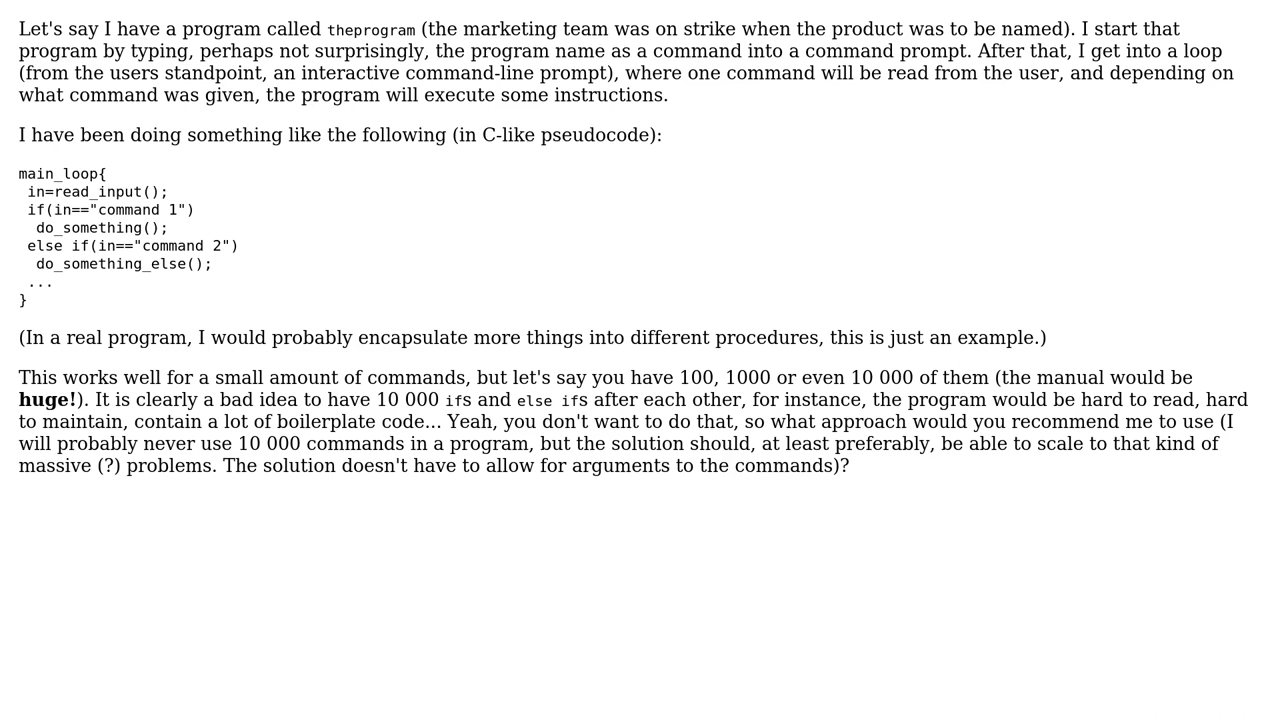 Let's say I have a program called theprogram (the marketing team was on strike when the product was to be named). I start that
program by typing, perhaps not surprisingly, the program name as a command into a command prompt. After that, I get into a loop
(from the users standpoint, an interactive command-line prompt), where one command will be read from the user, and depending on
what command was given, the program will execute some instructions.
I have been doing something like the following (in C-like pseudocode):
main_loop{
 in=read_input();
 if(in=="command 1")
  do_something();
 else if(in=="command 2")
  do_something_else();
 ...
}
(In a real program, I would probably encapsulate more things into different procedures, this is just an example.)
This works well for a small amount of commands, but let's say you have 100, 1000 or even 10 000 of them (the manual would be
huge!). It is clearly a bad idea to have 10 000 ifs and else ifs after each other, for instance, the program would be hard to read, hard
to maintain, contain a lot of boilerplate code... Yeah, you don't want to do that, so what approach would you recommend me to use (I
will probably never use 10 000 commands in a program, but the solution should, at least preferably, be able to scale to that kind of
massive (?) problems. The solution doesn't have to allow for arguments to the commands)?